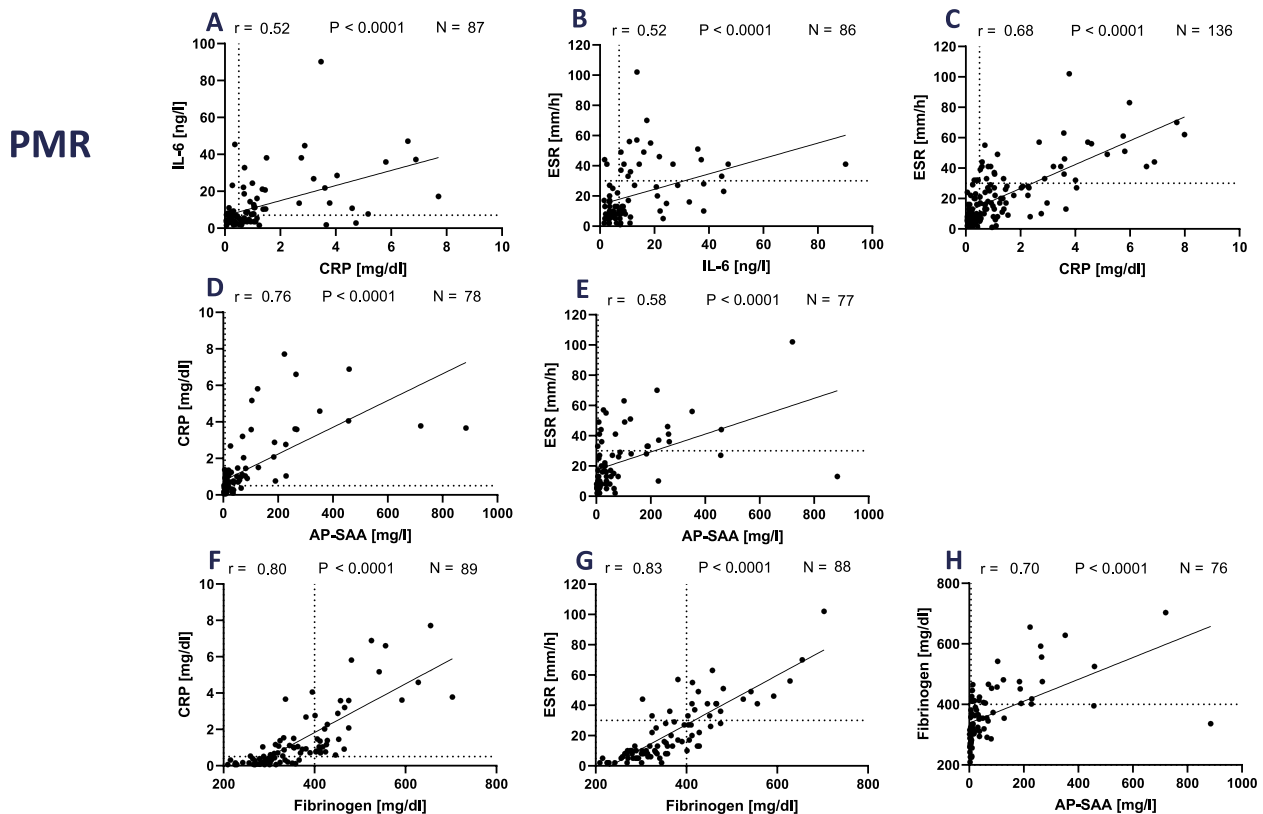 PMR
A B C
r = 0.52 P < 0.0001 N = 87
r = 0.52 P < 0.0001 N = 86
r = 0.68 P < 0.0001 N = 136
IL-6 [ng/l]
100
80
60
40
20
0
0 2 4 6 8 10
CRP [mg/dl]
ESR [mm/h]
120
100
80
60
40
20
0
0 20 40 60 80 100
IL-6 [ng/l]
ESR [mm/h]
120
100
80
60
40
20
0
0 2 4 6 8 10
CRP [mg/dl]
D E
r = 0.76 P < 0.0001 N = 78
r = 0.58 P < 0.0001 N = 77
CRP [mg/dl]
10
8
6
4
2
0
0 200 400 600 800 1000
AP-SAA [mg/l]
ESR [mm/h]
120
100
80
60
40
20
0
0 200 400 600 800 1000
AP-SAA [mg/l]
F G H
r = 0.80 P < 0.0001 N = 89
r = 0.83 P < 0.0001 N = 88
r = 0.70 P < 0.0001 N = 76
CRP [mg/dl]
10
8
6
4
2
0
200 400 600 800
Fibrinogen [mg/dl]
ESR [mm/h]
120
100
80
60
40
20
0
200 400 600 800
Fibrinogen [mg/dl]
Fibrinogen [mg/dl]
800
600
400
200
0 200 400 600 800 1000
AP-SAA [mg/l]